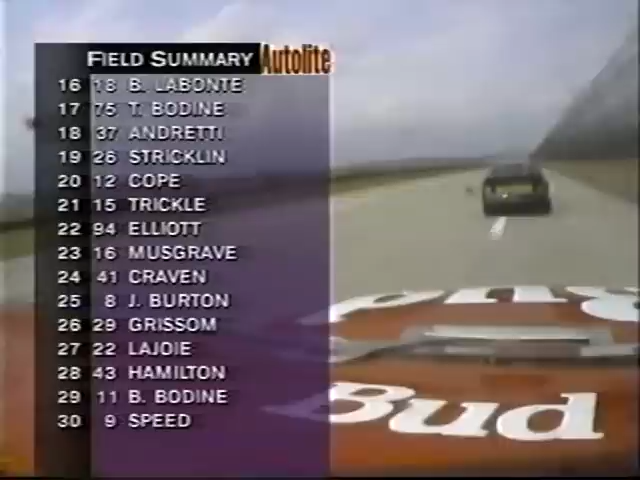 FIELD SUMMARY Autolite
16 18 B. LABONTE
17 75 T. BODINE
18 37 ANDRETTI
19 26 STRICKLIN
20 12 COPE
21 15 TRICKLE
22 94 ELLIOTT
23 16 MUSGRAVE
24 41 CRAVEN
25 8 J. BURTON
26 29 GRISSOM
27 22 LAJOIE
28 43 HAMILTON
29 11 B. BODINE
30 9 SPEED
Bud
Bud